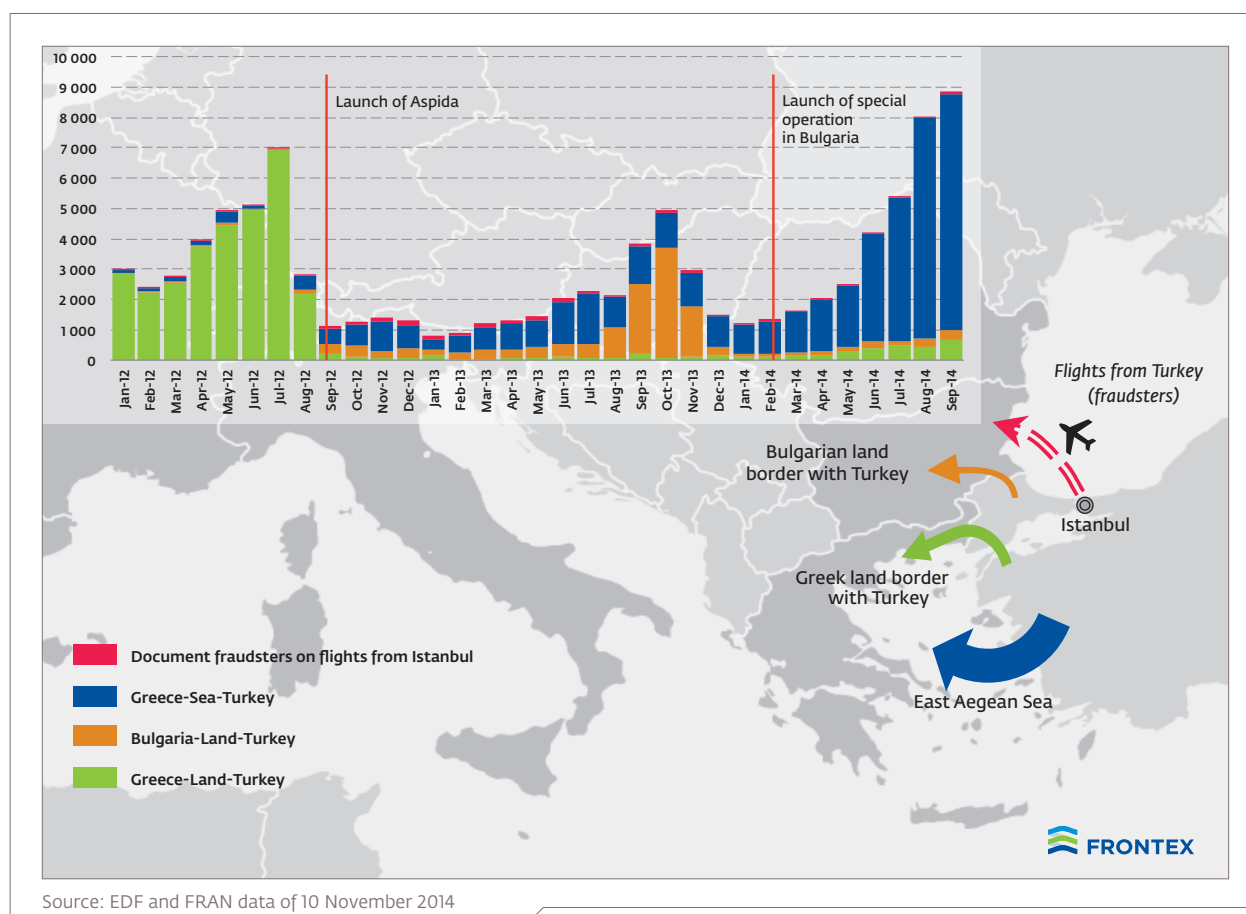 10 000
9 000
8 000
7 000
6 000
5 000
4 000
3 000
2 000
1 000
0
Launch of Aspida
Launch of special
operation
in Bulgaria
Jan-12
Feb-12
Mar-12
Apr-12
May-12
Jun-12
Jul-12
Aug-12
Sep-12
Oct-12
Nov-12
Dec-12
Jan-13
Feb-13
Mar-13
Apr-13
May-13
Jun-13
Jul-13
Aug-13
Sep-13
Oct-13
Nov-13
Dec-13
Jan-14
Feb-14
Mar-14
Apr-14
May-14
Jun-14
Jul-14
Aug-14
Sep-14
Flights from Turkey
(fraudsters)
Bulgarian land
border with Turkey
Istanbul
Greek land border
with Turkey
East Aegean Sea
Document fraudsters on flights from Istanbul
Greece-Sea-Turkey
Bulgaria-Land-Turkey
Greece-Land-Turkey
FRONTEX
Source: EDF and FRAN data of 10 November 2014